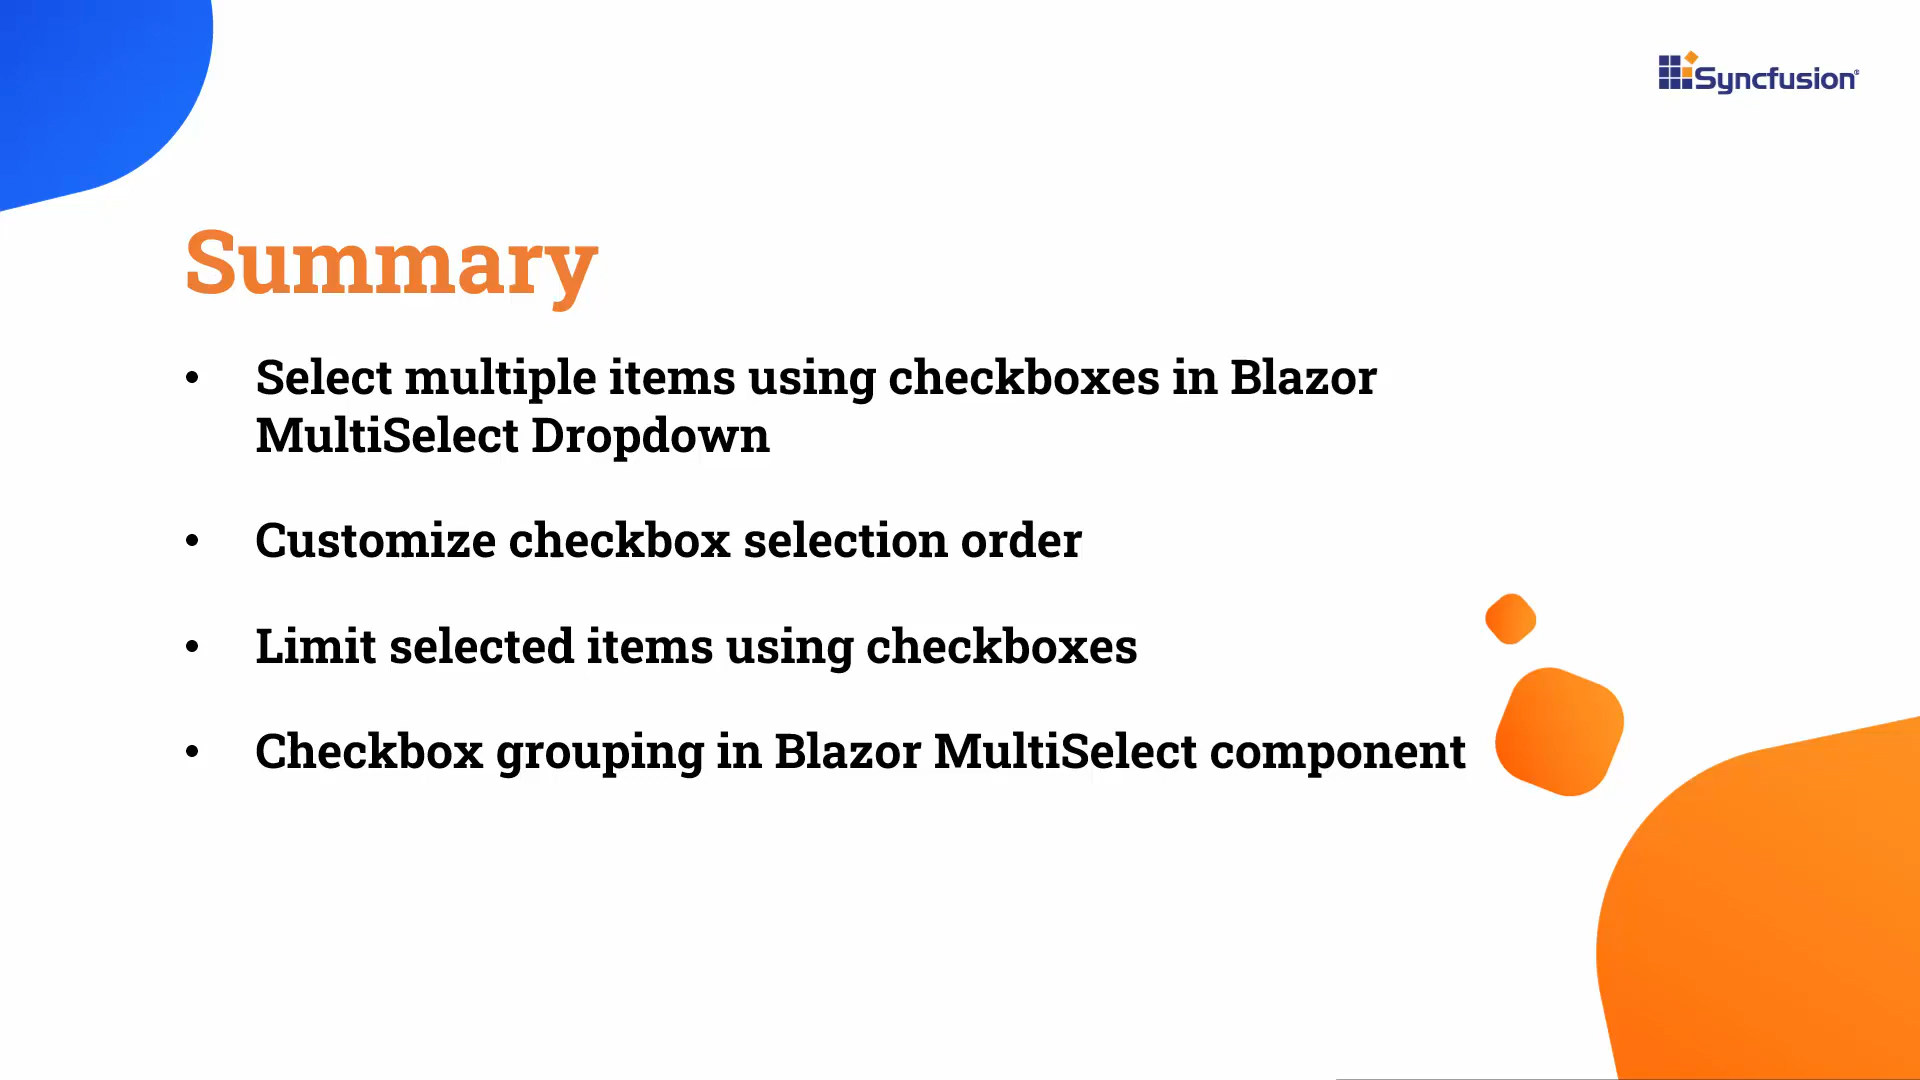 Syncfusion®
Summary
• Select multiple items using checkboxes in Blazor
MultiSelect Dropdown
• Customize checkbox selection order
• Limit selected items using checkboxes
• Checkbox grouping in Blazor MultiSelect component